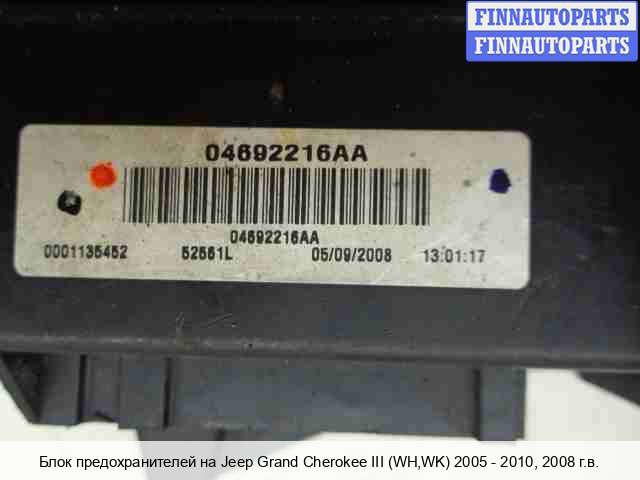 FINNAUTOPARTS
FINNAUTOPARTS
04692216AA
04692216AA
0001135452 52561L 05/09/2008 13:01:17
Блок предохранителей на Jeep Grand Cherokee III (WH,WK) 2005 - 2010, 2008 г.в.